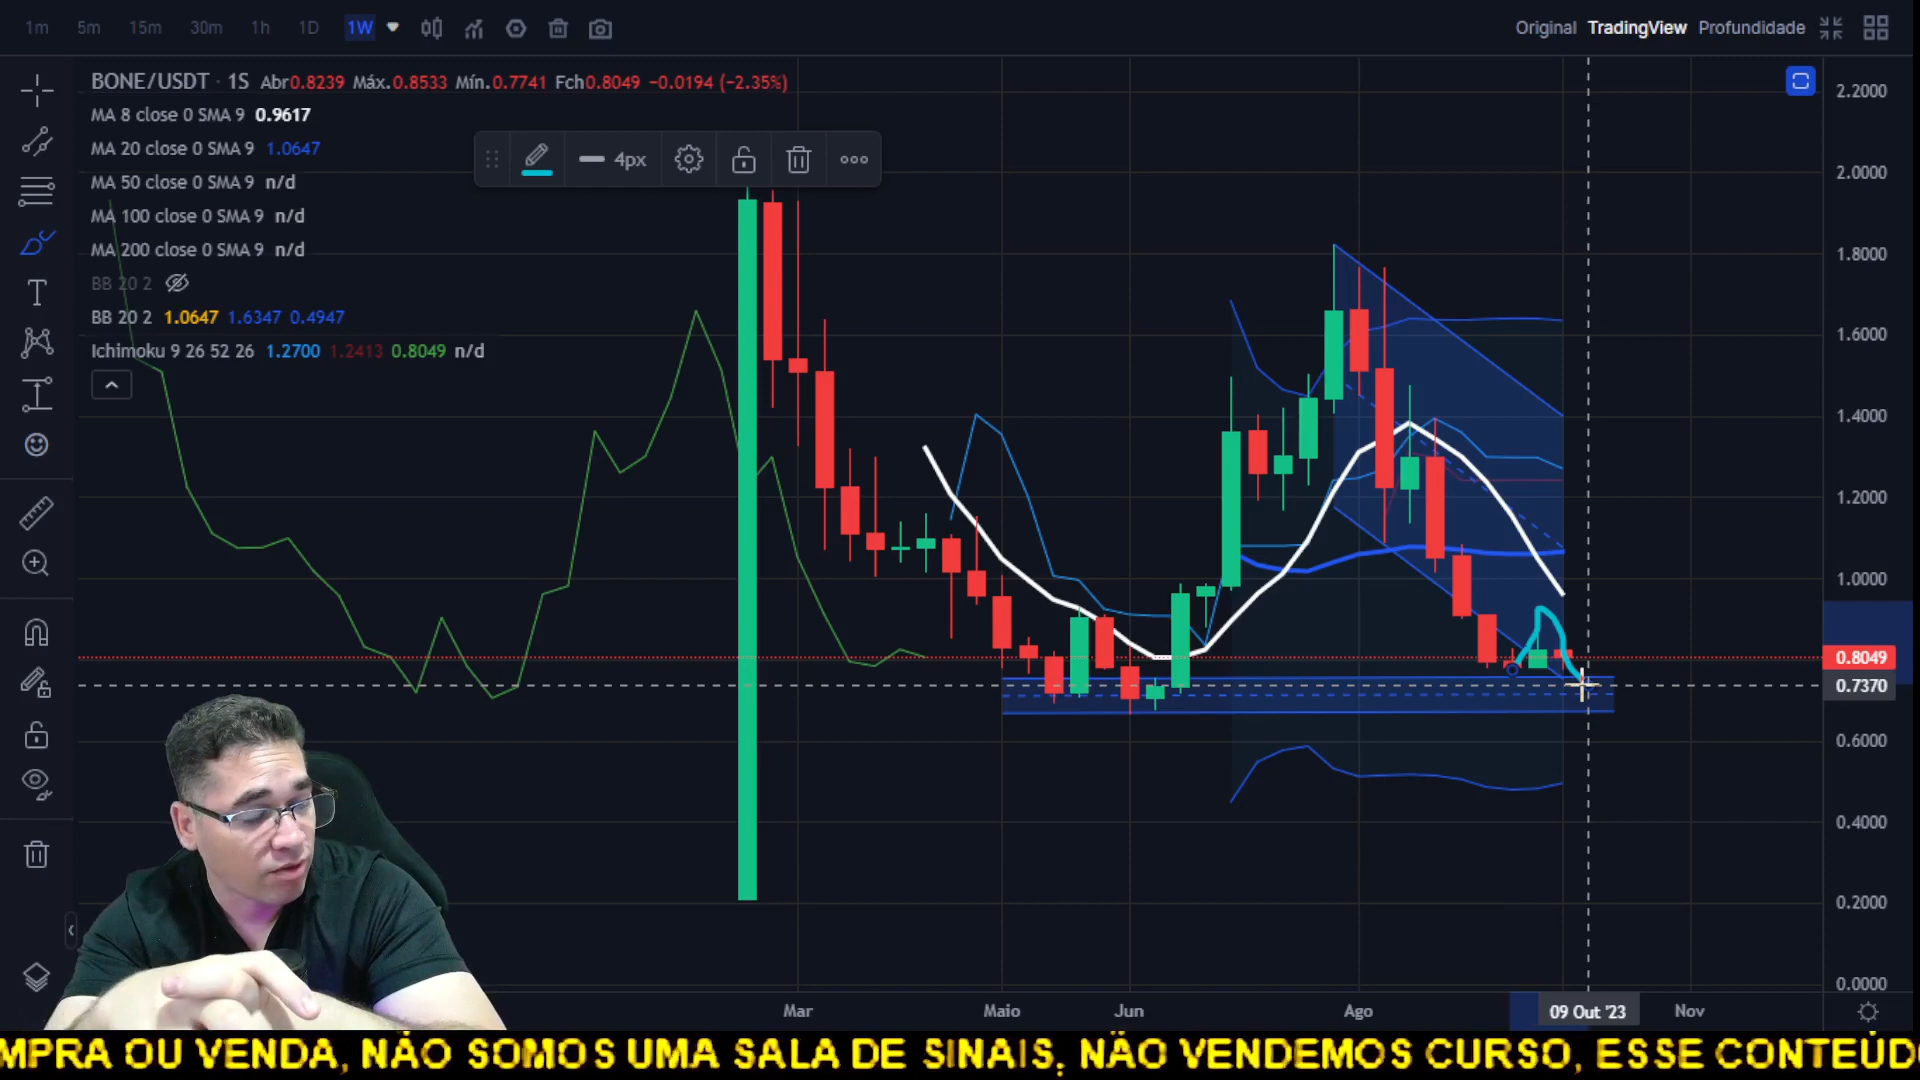 1m 5m 15m 30m 1h 1D 1W
Original TradingView Profundidade
BONE/USDT · 1S Abr0.8239 Máx.0.8533 Mín.0.7741 Fch0.8049 −0.0194 (−2.35%)
MA 8 close 0 SMA 9 0.9617
MA 20 close 0 SMA 9 1.0647
MA 50 close 0 SMA 9 n/d
MA 100 close 0 SMA 9 n/d
MA 200 close 0 SMA 9 n/d
BB 20 2
BB 20 2 1.0647 1.6347 0.4947
Ichimoku 9 26 52 26 1.2700 1.2413 0.8049 n/d
4px
2.2000
2.0000
1.8000
1.6000
1.4000
1.2000
1.0000
0.8049
0.7370
0.6000
0.4000
0.2000
0.0000
Mar Maio Jun Ago 09 Out '23 Nov
MPRA OU VENDA, NÃO SOMOS UMA SALA DE SINAIS, NÃO VENDEMOS CURSO, ESSE CONTEÚD